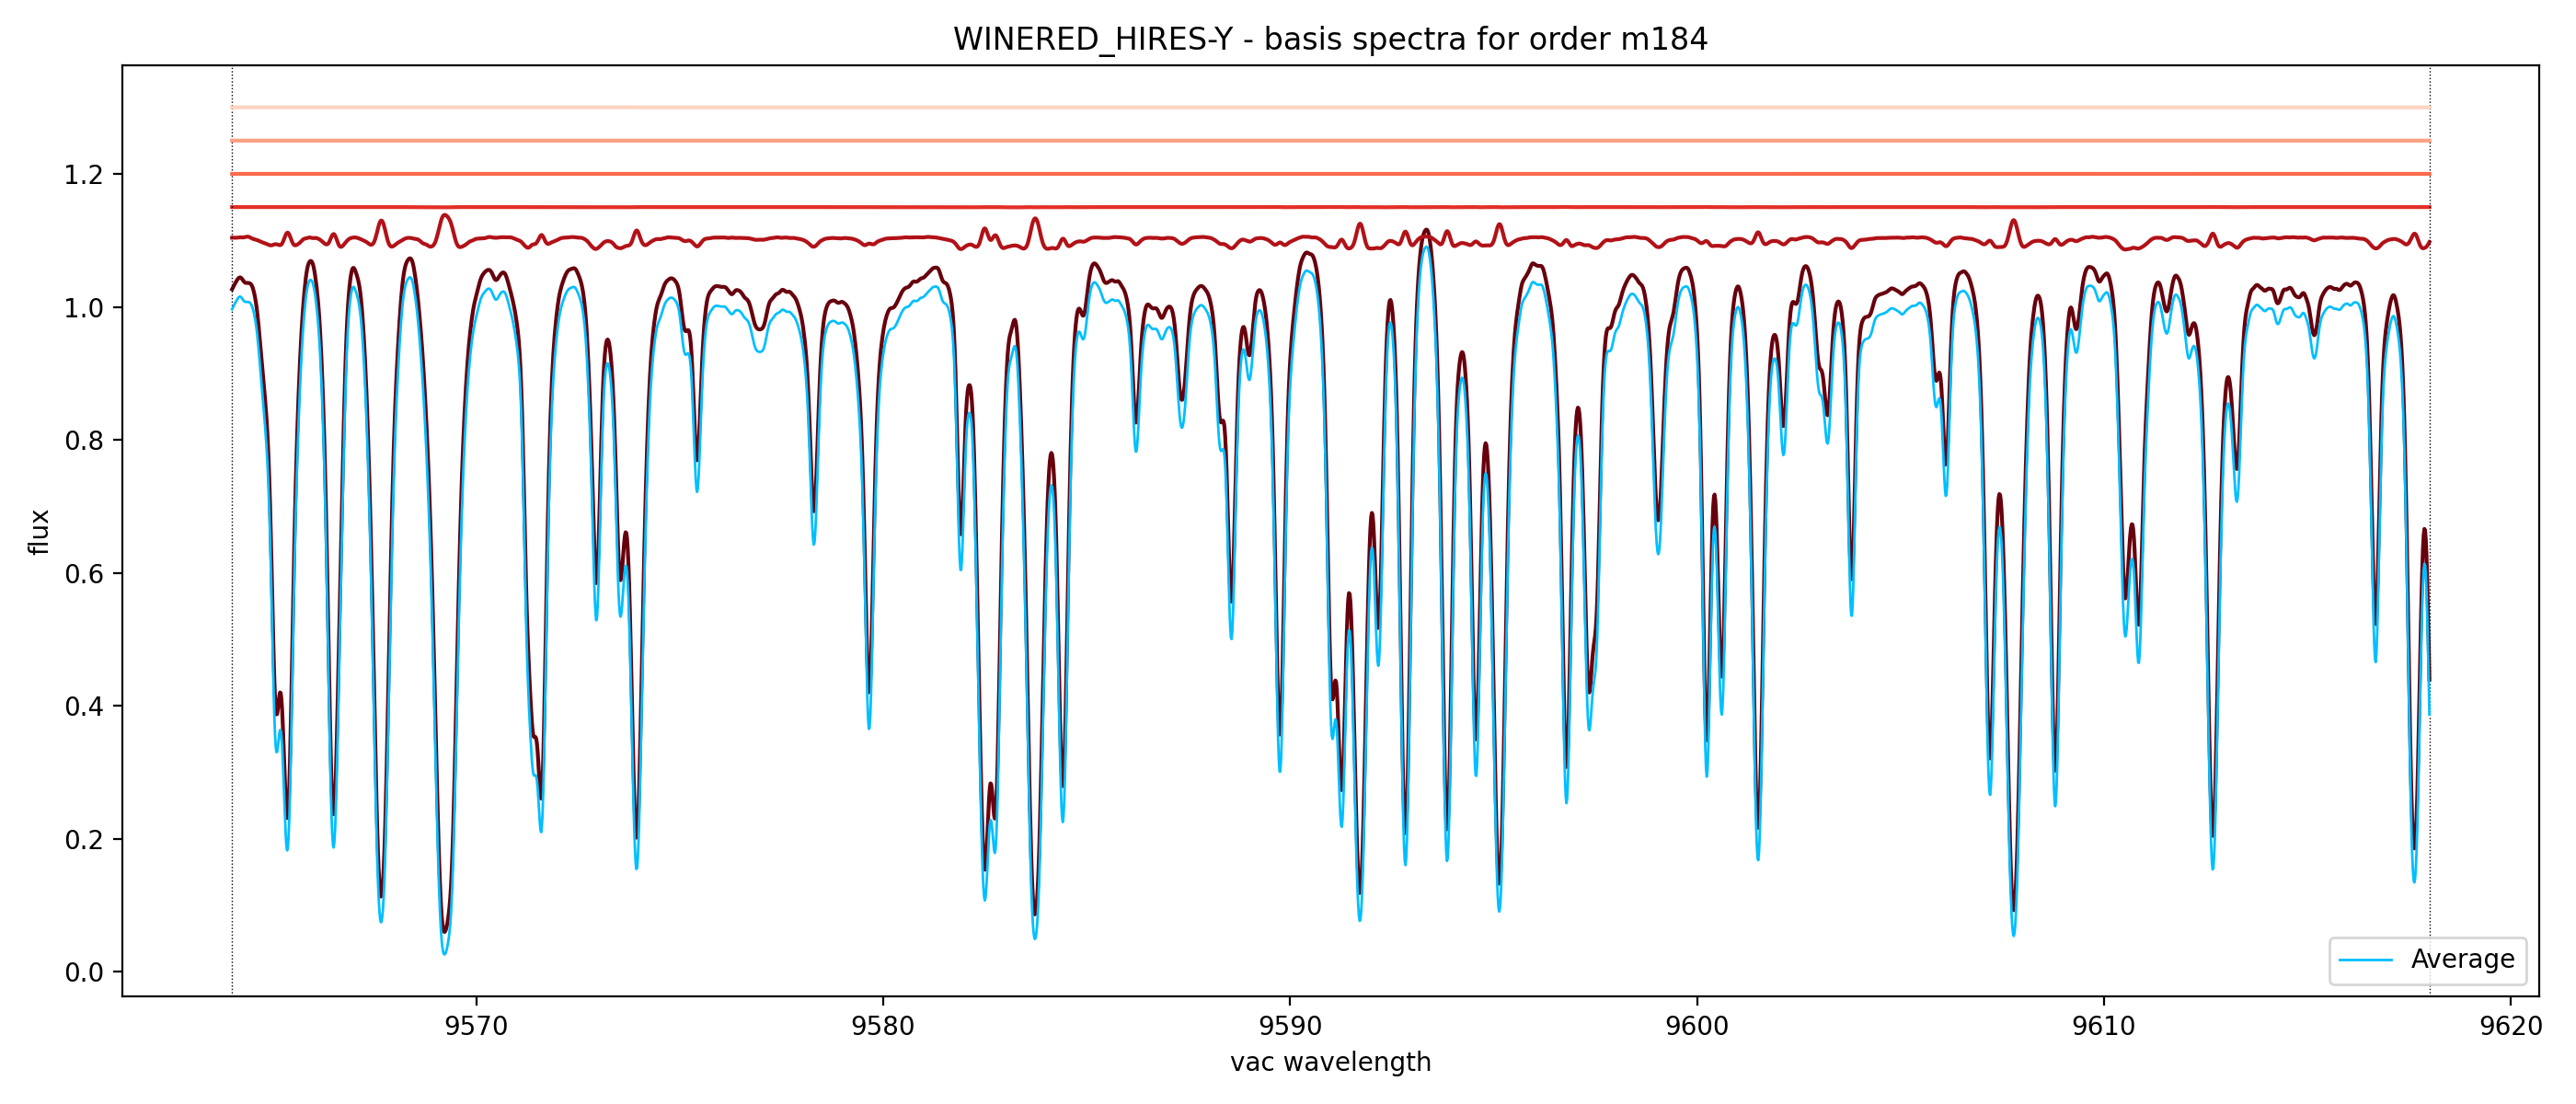 WINERED_HIRES-Y - basis spectra for order m184
flux
1.2
1.0
0.8
0.6
0.4
0.2
0.0
Average
9570 9580 9590 9600 9610 9620
vac wavelength